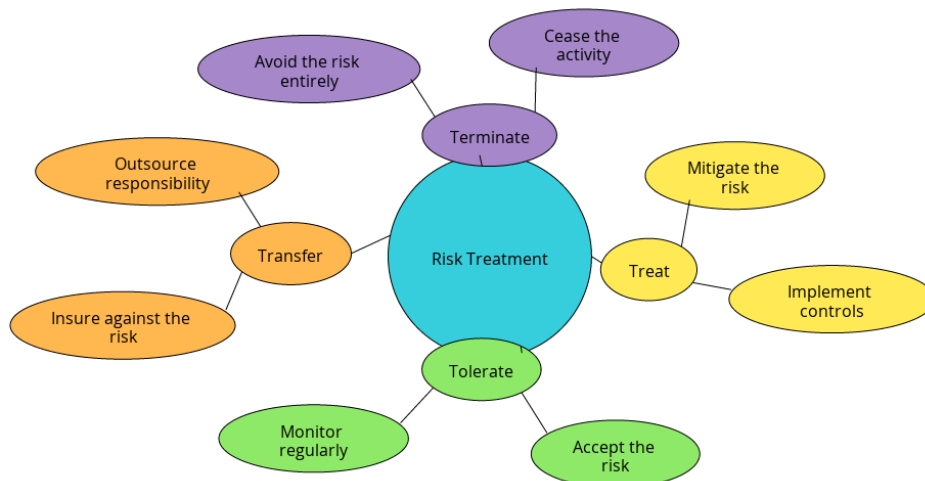 Cease the
activity
Avoid the risk
entirely
Terminate
Outsource
responsibility
Mitigate the
risk
Transfer
Risk Treatment
Treat
Insure against the
risk
Implement
controls
Tolerate
Monitor
regularly
Accept the
risk